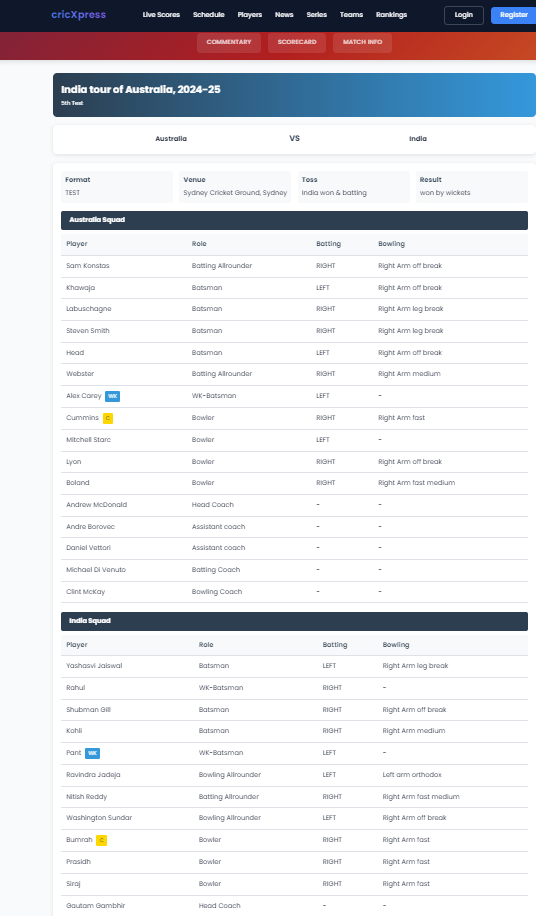 cricXpress Live Scores Schedule Players News Series Teams Rankings Login Register
COMMENTARY SCORECARD MATCH INFO
India tour of Australia, 2024-25
5th Test
Australia VS India
Format Venue Toss Result
TEST Sydney Cricket Ground, Sydney India won & batting won by wickets
Australia Squad
Player Role Batting Bowling
Sam Konstas Batting Allrounder RIGHT Right Arm off break
Khawaja Batsman LEFT Right Arm off break
Labuschagne Batsman RIGHT Right Arm leg break
Steven Smith Batsman RIGHT Right Arm leg break
Head Batsman LEFT Right Arm off break
Webster Batting Allrounder RIGHT Right Arm medium
Alex Carey WK WK-Batsman LEFT -
Cummins C Bowler RIGHT Right Arm fast
Mitchell Starc Bowler LEFT -
Lyon Bowler RIGHT Right Arm off break
Boland Bowler RIGHT Right Arm fast medium
Andrew McDonald Head Coach - -
Andre Borovec Assistant coach - -
Daniel Vettori Assistant coach - -
Michael Di Venuto Batting Coach - -
Clint McKay Bowling Coach - -
India Squad
Player Role Batting Bowling
Yashasvi Jaiswal Batsman LEFT Right Arm leg break
Rahul WK-Batsman RIGHT -
Shubman Gill Batsman RIGHT Right Arm off break
Kohli Batsman RIGHT Right Arm medium
Pant WK WK-Batsman LEFT -
Ravindra Jadeja Bowling Allrounder LEFT Left arm orthodox
Nitish Reddy Batting Allrounder RIGHT Right Arm fast medium
Washington Sundar Bowling Allrounder LEFT Right Arm off break
Bumrah C Bowler RIGHT Right Arm fast
Prasidh Bowler RIGHT Right Arm fast
Siraj Bowler RIGHT Right Arm fast
Gautam Gambhir Head Coach - -